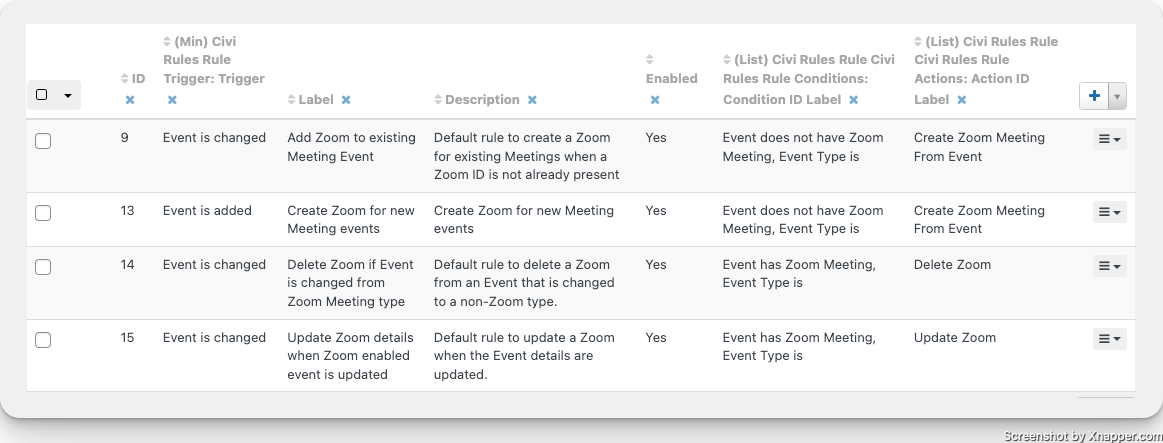 (Min) Civi
Rules Rule
Trigger: Trigger
ID
Label
Description
Enabled
(List) Civi Rules Rule Civi
Rules Rule Conditions:
Condition ID Label
(List) Civi Rules Rule
Civi Rules Rule
Actions: Action ID
Label
9
Event is changed
Add Zoom to existing
Meeting Event
Default rule to create a Zoom
for existing Meetings when a
Zoom ID is not already present
Yes
Event does not have Zoom
Meeting, Event Type is
Create Zoom Meeting
From Event
13
Event is added
Create Zoom for new
Meeting events
Create Zoom for new Meeting
events
Yes
Event does not have Zoom
Meeting, Event Type is
Create Zoom Meeting
From Event
14
Event is changed
Delete Zoom if Event
is changed from
Zoom Meeting type
Default rule to delete a Zoom
from an Event that is changed
to a non-Zoom type.
Yes
Event has Zoom Meeting,
Event Type is
Delete Zoom
15
Event is changed
Update Zoom details
when Zoom enabled
event is updated
Default rule to update a Zoom
when the Event details are
updated.
Yes
Event has Zoom Meeting,
Event Type is
Update Zoom
Screenshot by Xnapper.com